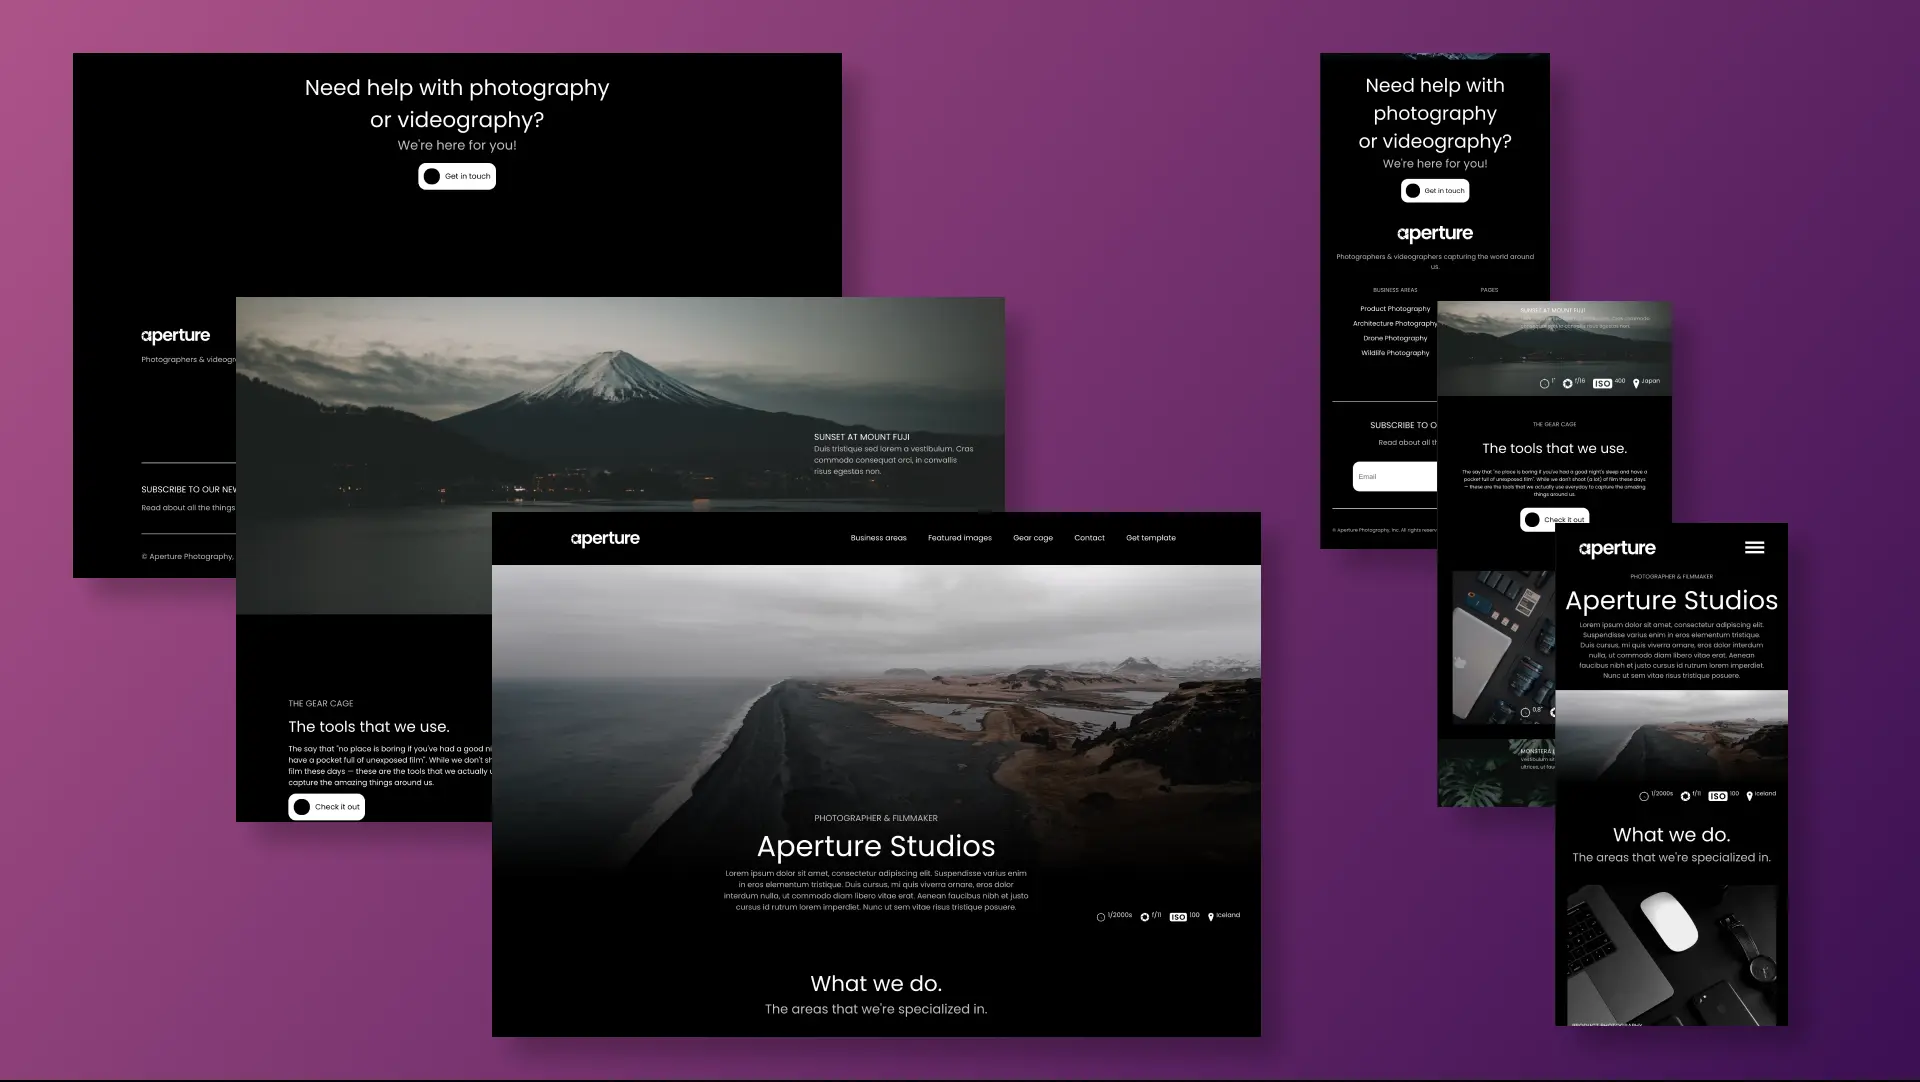 Need help with photography
or videography?
We're here for you!
Get in touch
aperture
Photographers & videogr
SUBSCRIBE TO OUR NEW
Read about all the things
© Aperture Photography,
SUNSET AT MOUNT FUJI
Duis tristique sed lorem a vestibulum. Cras
commodo consequat orci, in convallis
risus egestas non.
THE GEAR CAGE
The tools that we use.
The say that "no place is boring if you've had a good ni
have a pocket full of unexposed film". While we don't sh
film these days — these are the tools that we actually u
capture the amazing things around us.
Check it out
aperture
Business areas
Featured images
Gear cage
Contact
Get template
PHOTOGRAPHER & FILMMAKER
Aperture Studios
Lorem ipsum dolor sit amet, consectetur adipiscing elit. Suspendisse varius enim
in eros elementum tristique. Duis cursus, mi quis viverra ornare, eros dolor
interdum nulla, ut commodo diam libero vitae erat. Aenean faucibus nibh et justo
cursus id rutrum lorem imperdiet. Nunc ut sem vitae risus tristique posuere.
1/2000s f/11 ISO 100 Iceland
What we do.
The areas that we're specialized in.
Need help with
photography
or videography?
We're here for you!
Get in touch
aperture
Photographers & videographers capturing the world around
us.
BUSINESS AREAS
PAGES
Product Photography
Architecture Photography
Drone Photography
Wildlife Photography
SUBSCRIBE TO O
Read about all th
Email
© Aperture Photography, Inc. All rights reserv
SUNSET AT MOUNT FUJI
1" f/16 ISO 400 Japan
THE GEAR CAGE
The tools that we use.
The say that "no place is boring if you've had a good night's sleep and have a
pocket full of unexposed film". While we don't shoot (a lot) of film these days
— these are the tools that we actually use everyday to capture the amazing
things around us.
Check it out
0,8"
MONSTERA
vestibulum sit
ultrices, ut fau
aperture
PHOTOGRAPHER & FILMMAKER
Aperture Studios
Lorem ipsum dolor sit amet, consectetur adipiscing elit.
Suspendisse varius enim in eros elementum tristique.
Duis cursus, mi quis viverra ornare, eros dolor interdum
nulla, ut commodo diam libero vitae erat. Aenean
faucibus nibh et justo cursus id rutrum lorem imperdiet.
Nunc ut sem vitae risus tristique posuere.
1/2000s f/11 ISO 100 Iceland
What we do.
The areas that we're specialized in.
PRODUCT PHOTOGRAPHY